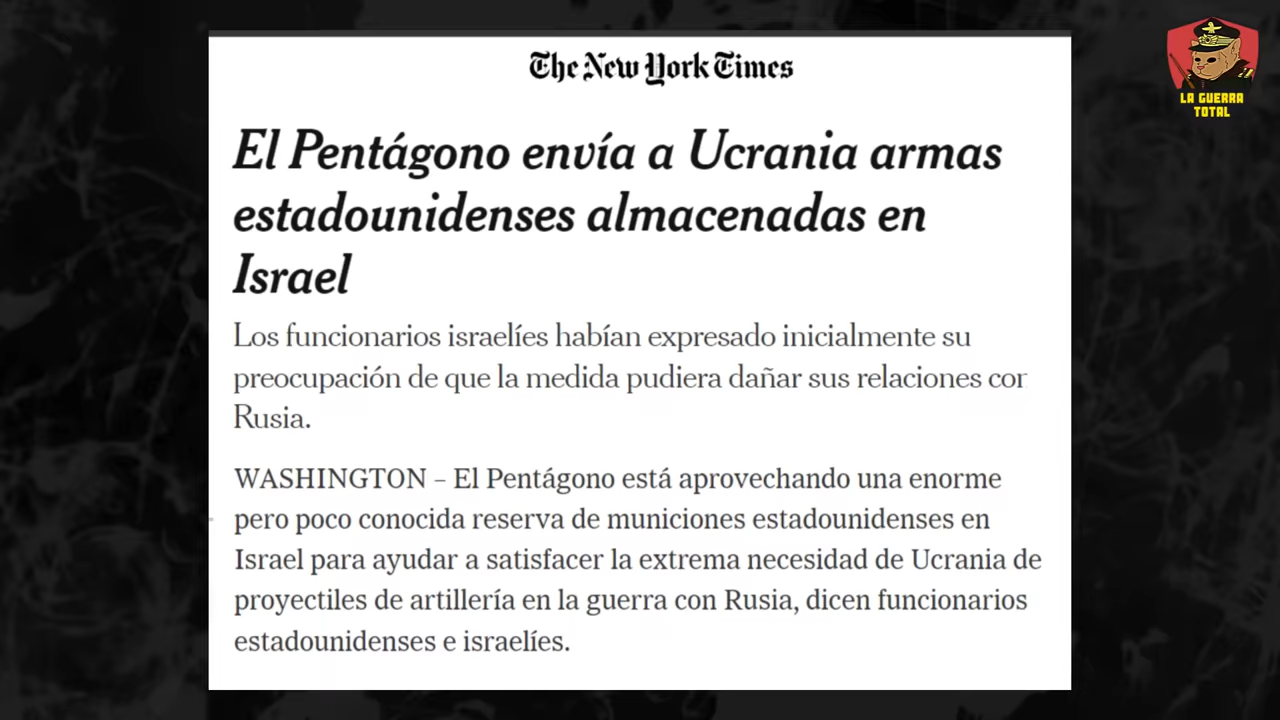 The New York Times
LA GUERRA
TOTAL
El Pentágono envía a Ucrania armas
estadounidenses almacenadas en
Israel
Los funcionarios israelíes habían expresado inicialmente su
preocupación de que la medida pudiera dañar sus relaciones con
Rusia.
WASHINGTON – El Pentágono está aprovechando una enorme
pero poco conocida reserva de municiones estadounidenses en
Israel para ayudar a satisfacer la extrema necesidad de Ucrania de
proyectiles de artillería en la guerra con Rusia, dicen funcionarios
estadounidenses e israelíes.